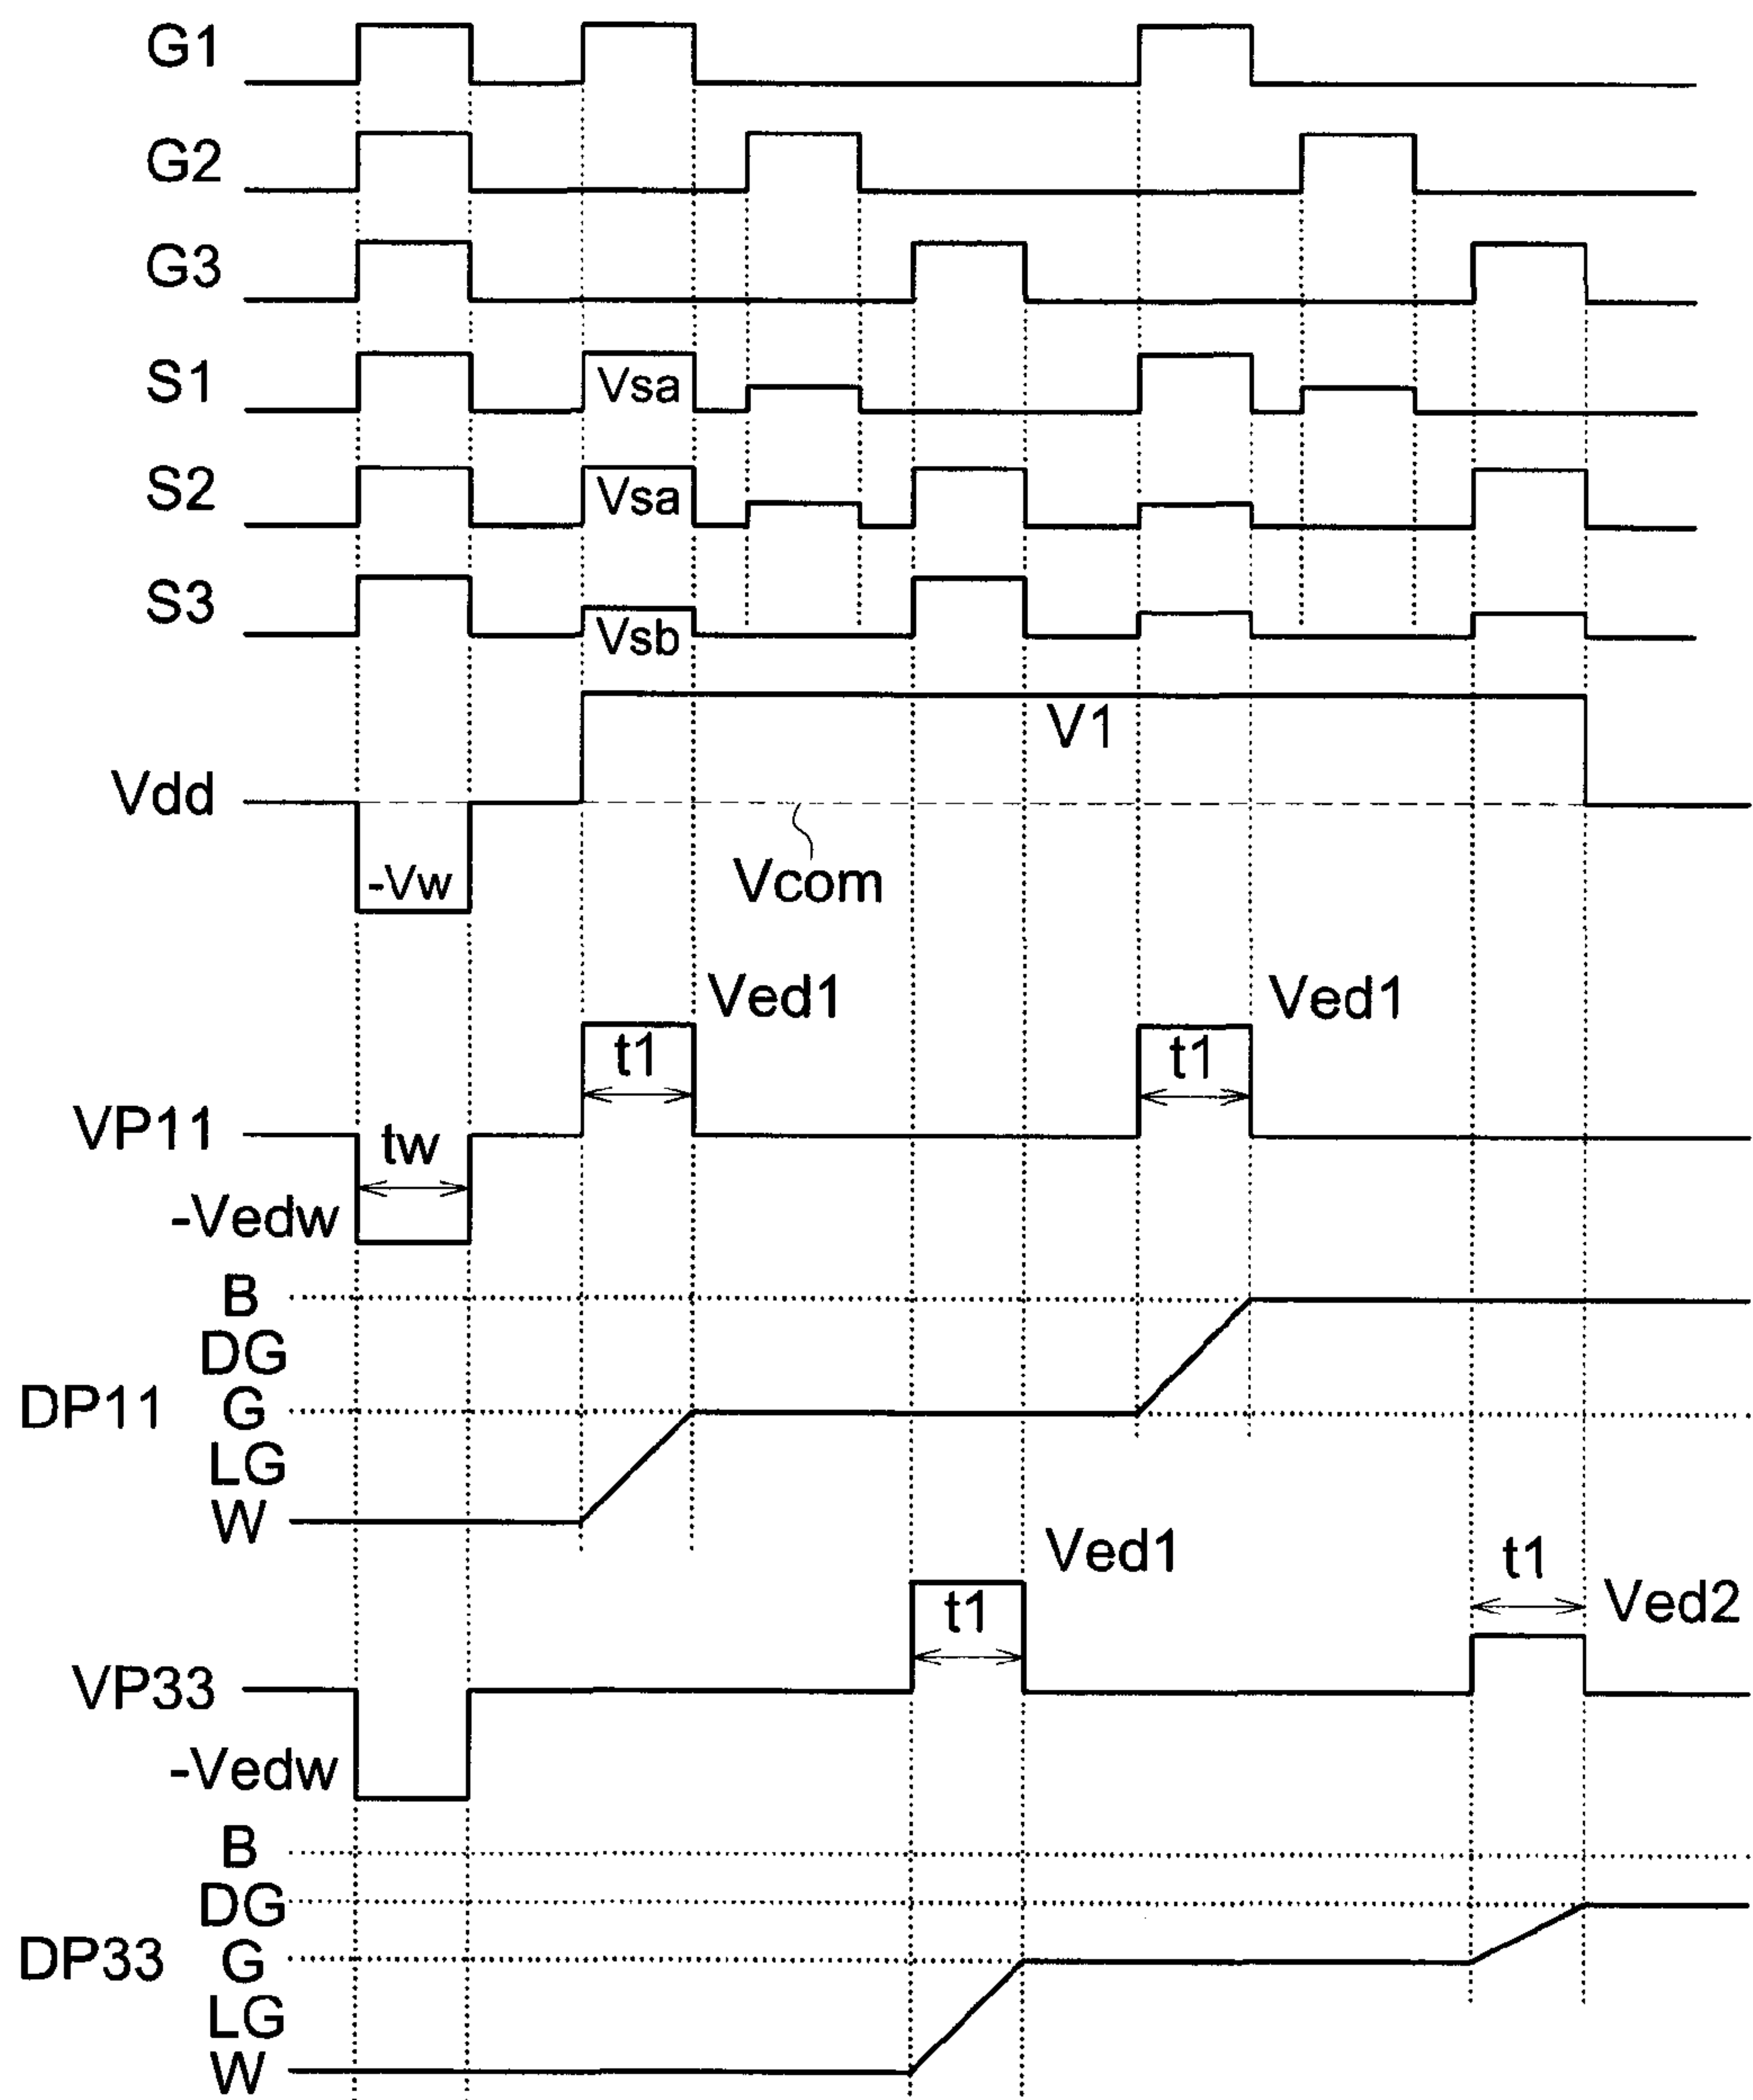 G1
G2
G3
S1 Vsa
S2 Vsa
S3 Vsb
V1
Vdd
-Vw Vcom
Ved1 Ved1
t1 t1
VP11 tw
-Vedw
B
DG
DP11 G
LG
W
Ved1 t1
t1 Ved2
VP33
-Vedw
B
DG
DP33 G
LG
W